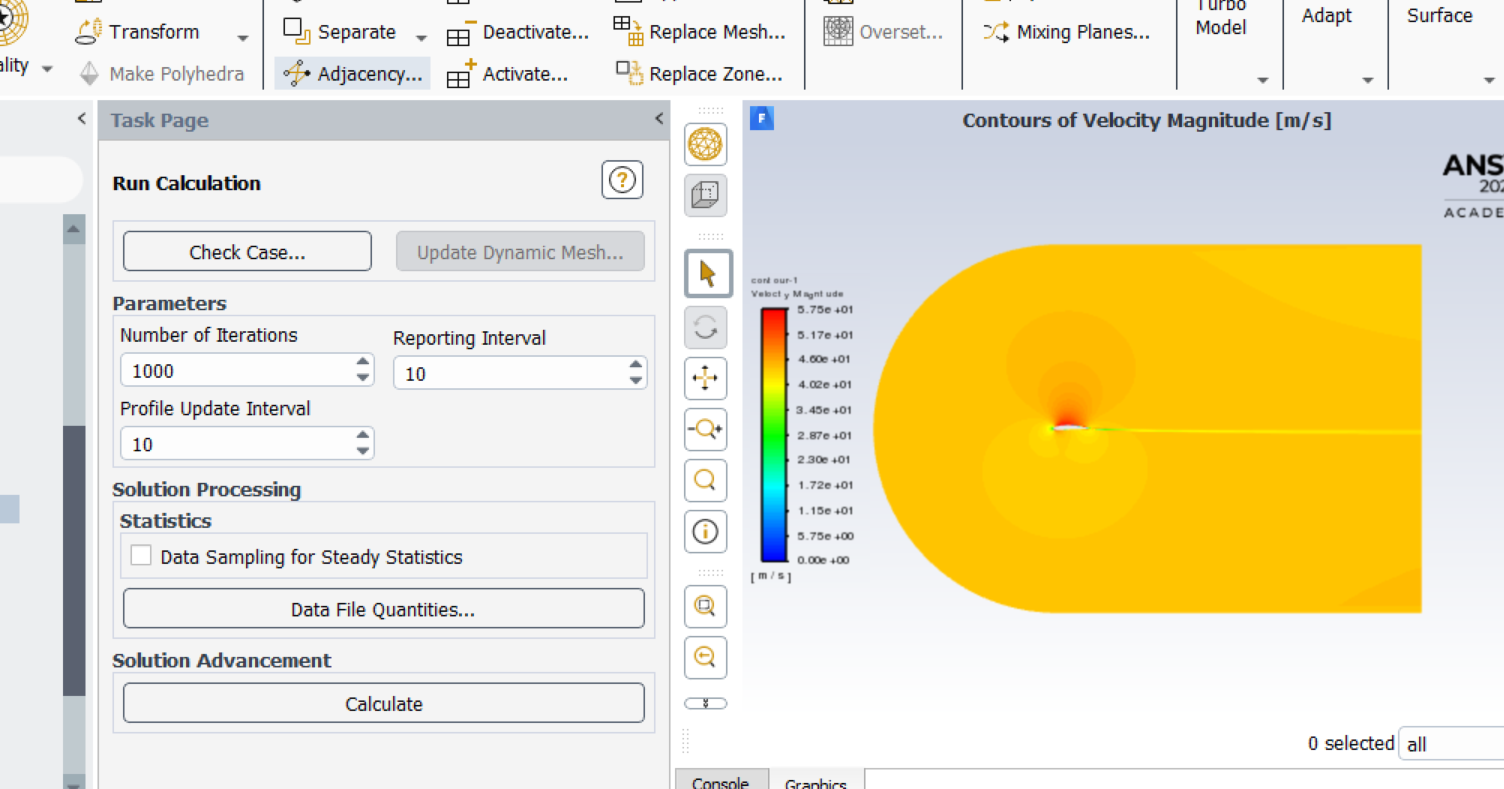 Transform
Separate
Deactivate...
Replace Mesh...
Overset...
Mixing Planes...
Turbo
Model
Adapt
Surface
ality
Make Polyhedra
Adjacency...
Activate...
Replace Zone...
Task Page
Run Calculation
?
Check Case...
Update Dynamic Mesh...
Parameters
Number of Iterations
Reporting Interval
1000
10
Profile Update Interval
10
Solution Processing
Statistics
Data Sampling for Steady Statistics
Data File Quantities...
Solution Advancement
Calculate
F
Contours of Velocity Magnitude [m/s]
ANS
202
ACADE
contour-1
Velocity Magnitude
5.75e+01
5.17e+01
4.60e+01
4.02e+01
3.45e+01
2.87e+01
2.30e+01
1.72e+01
1.15e+01
5.75e+00
0.00e+00
[m/s]
0 selected
all
Console
Graphics